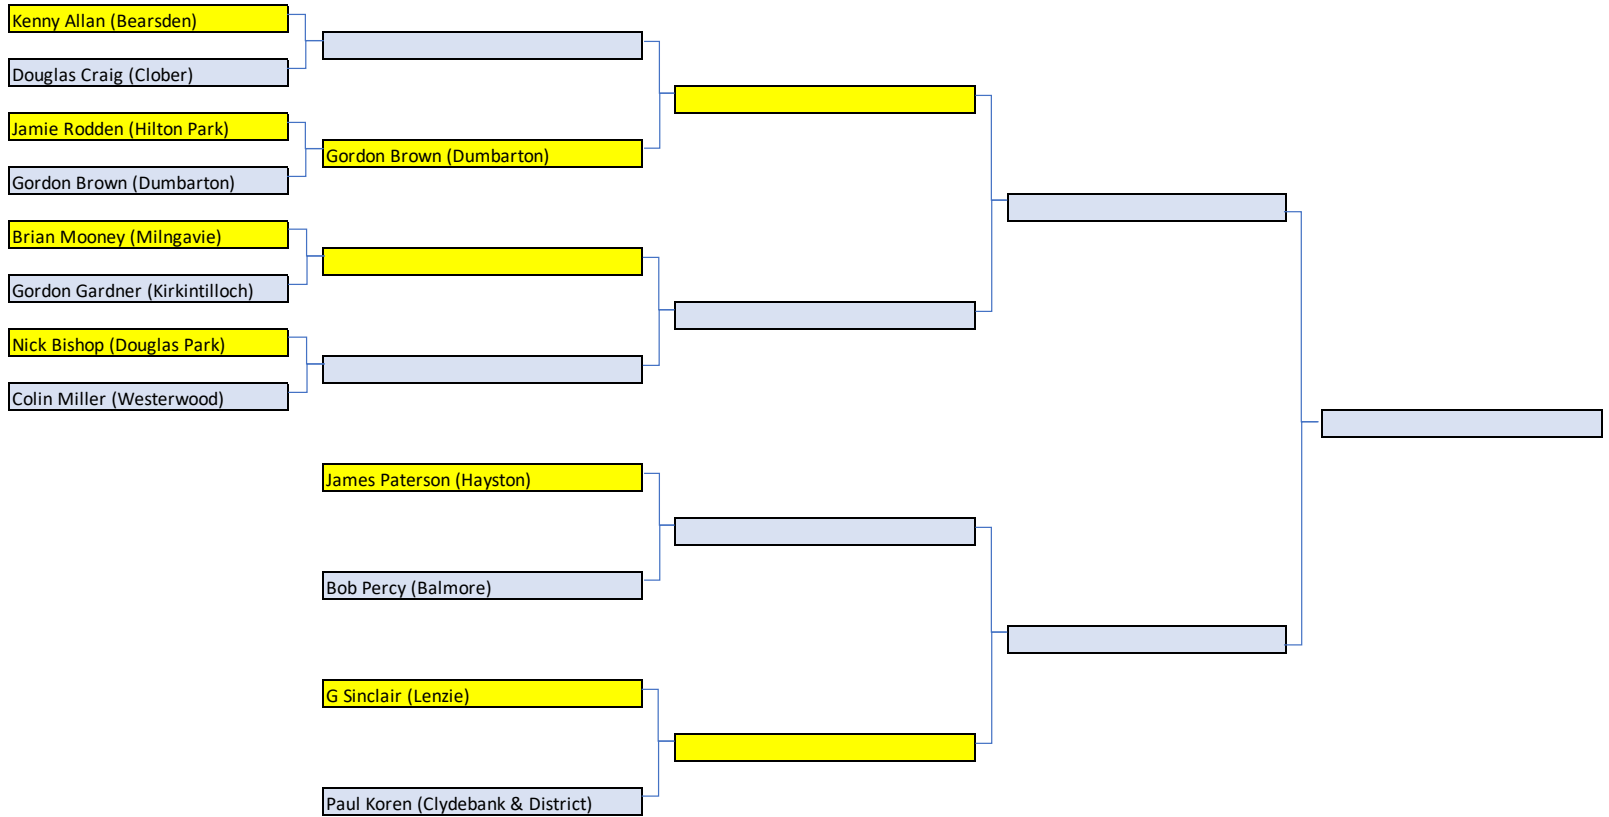 Kenny Allan (Bearsden)
Douglas Craig (Clober)
Jamie Rodden (Hilton Park)
Gordon Brown (Dumbarton)
Gordon Brown (Dumbarton)
Brian Mooney (Milngavie)
Gordon Gardner (Kirkintilloch)
Nick Bishop (Douglas Park)
Colin Miller (Westerwood)
James Paterson (Hayston)
Bob Percy (Balmore)
G Sinclair (Lenzie)
Paul Koren (Clydebank & District)